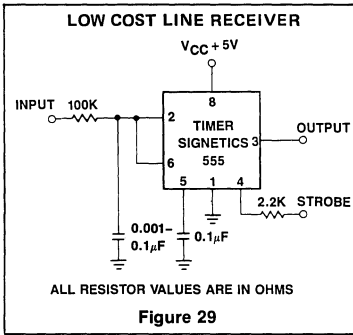 LOW COST LINE RECEIVER
VCC + 5V
8
INPUT
100K
2
TIMER
SIGNETICS
555
3
OUTPUT
6
5
1
4
2.2K
STROBE
0.001–
0.1µF
0.1µF
ALL RESISTOR VALUES ARE IN OHMS
Figure 29